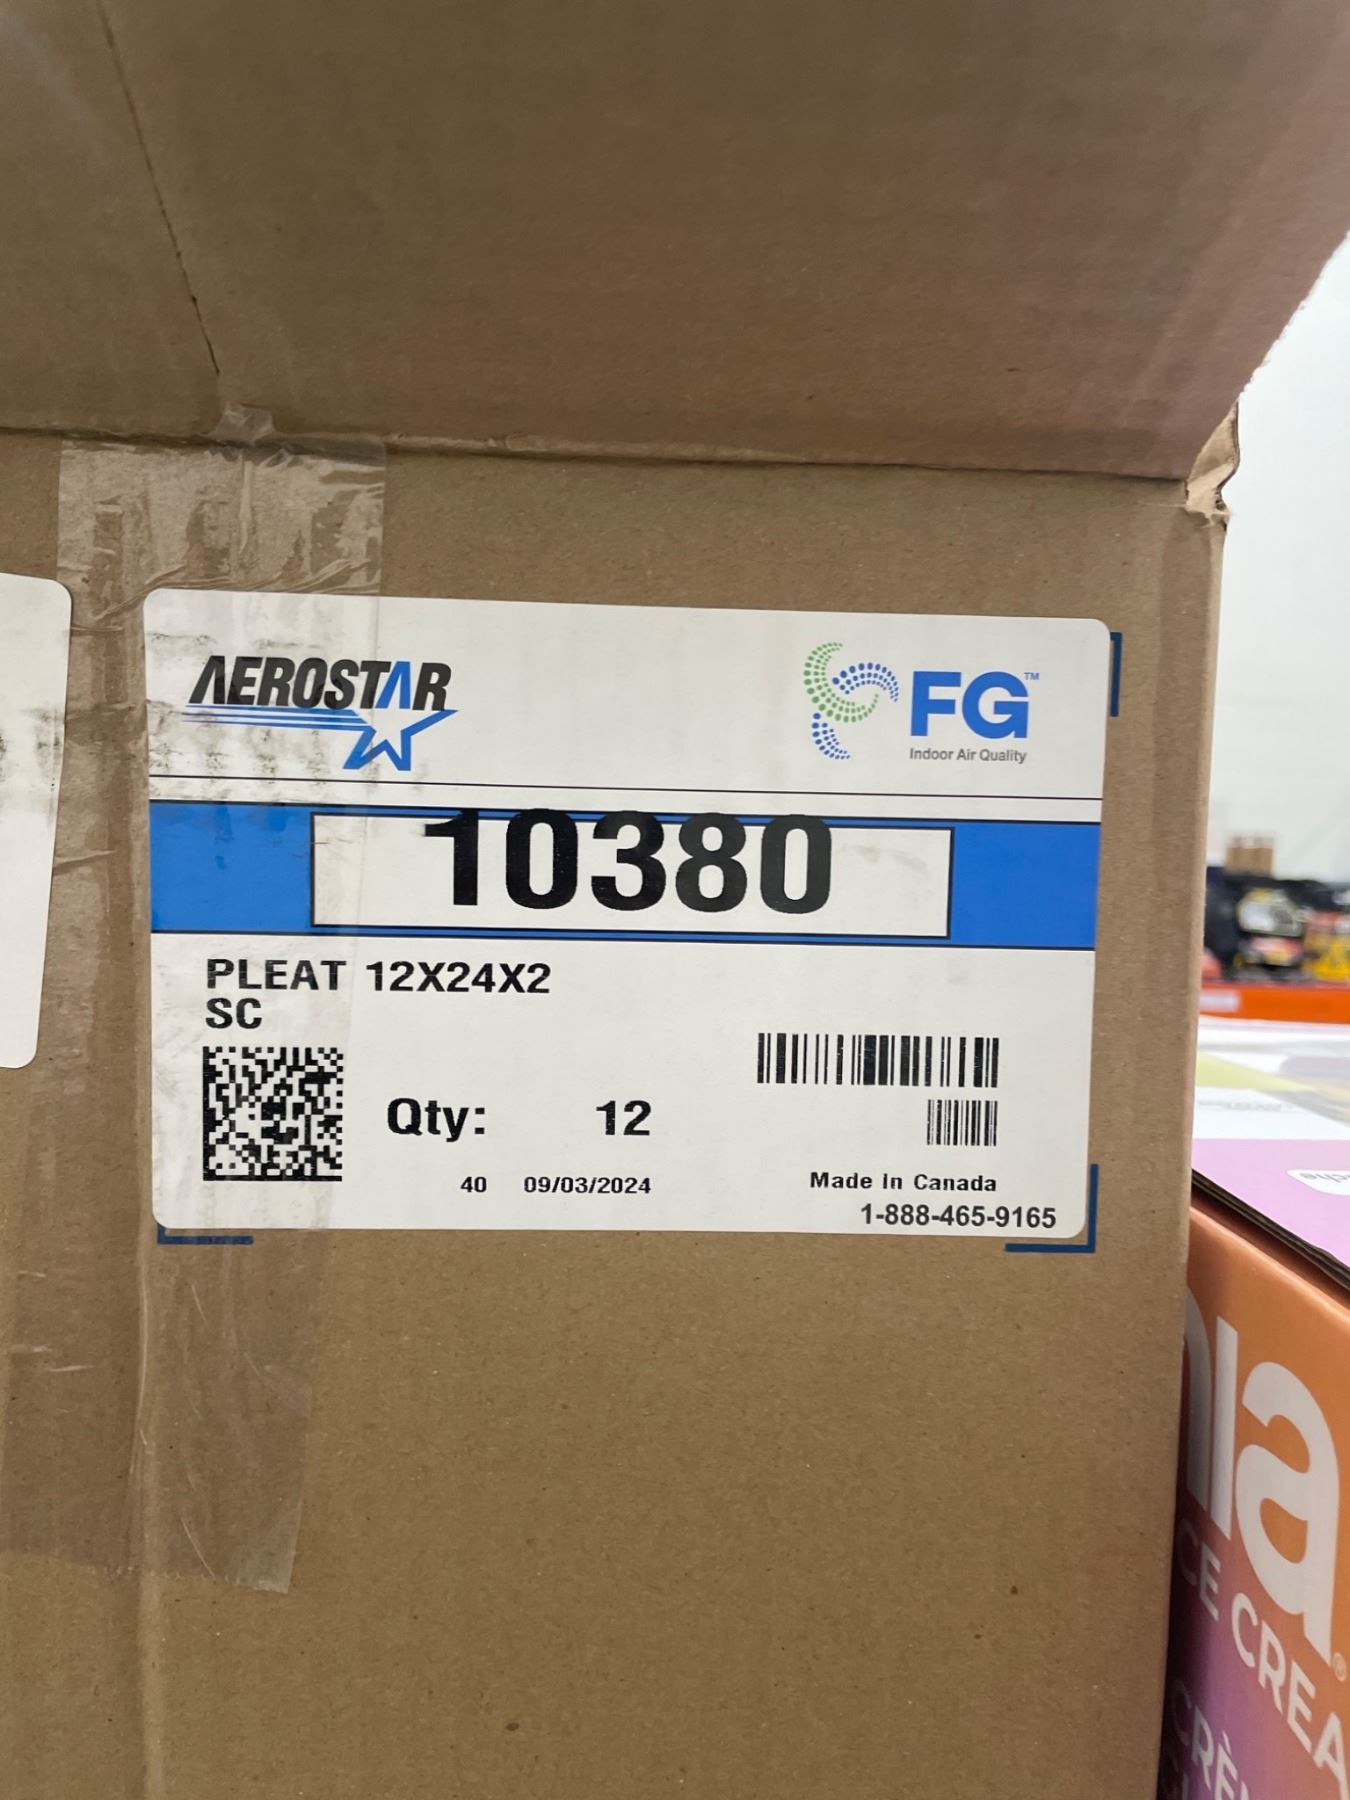 AEROSTAR
FG™
Indoor Air Quality
10380
PLEAT 12X24X2
SC
Qty: 12
40 09/03/2024
Made In Canada
1-888-465-9165
CREA